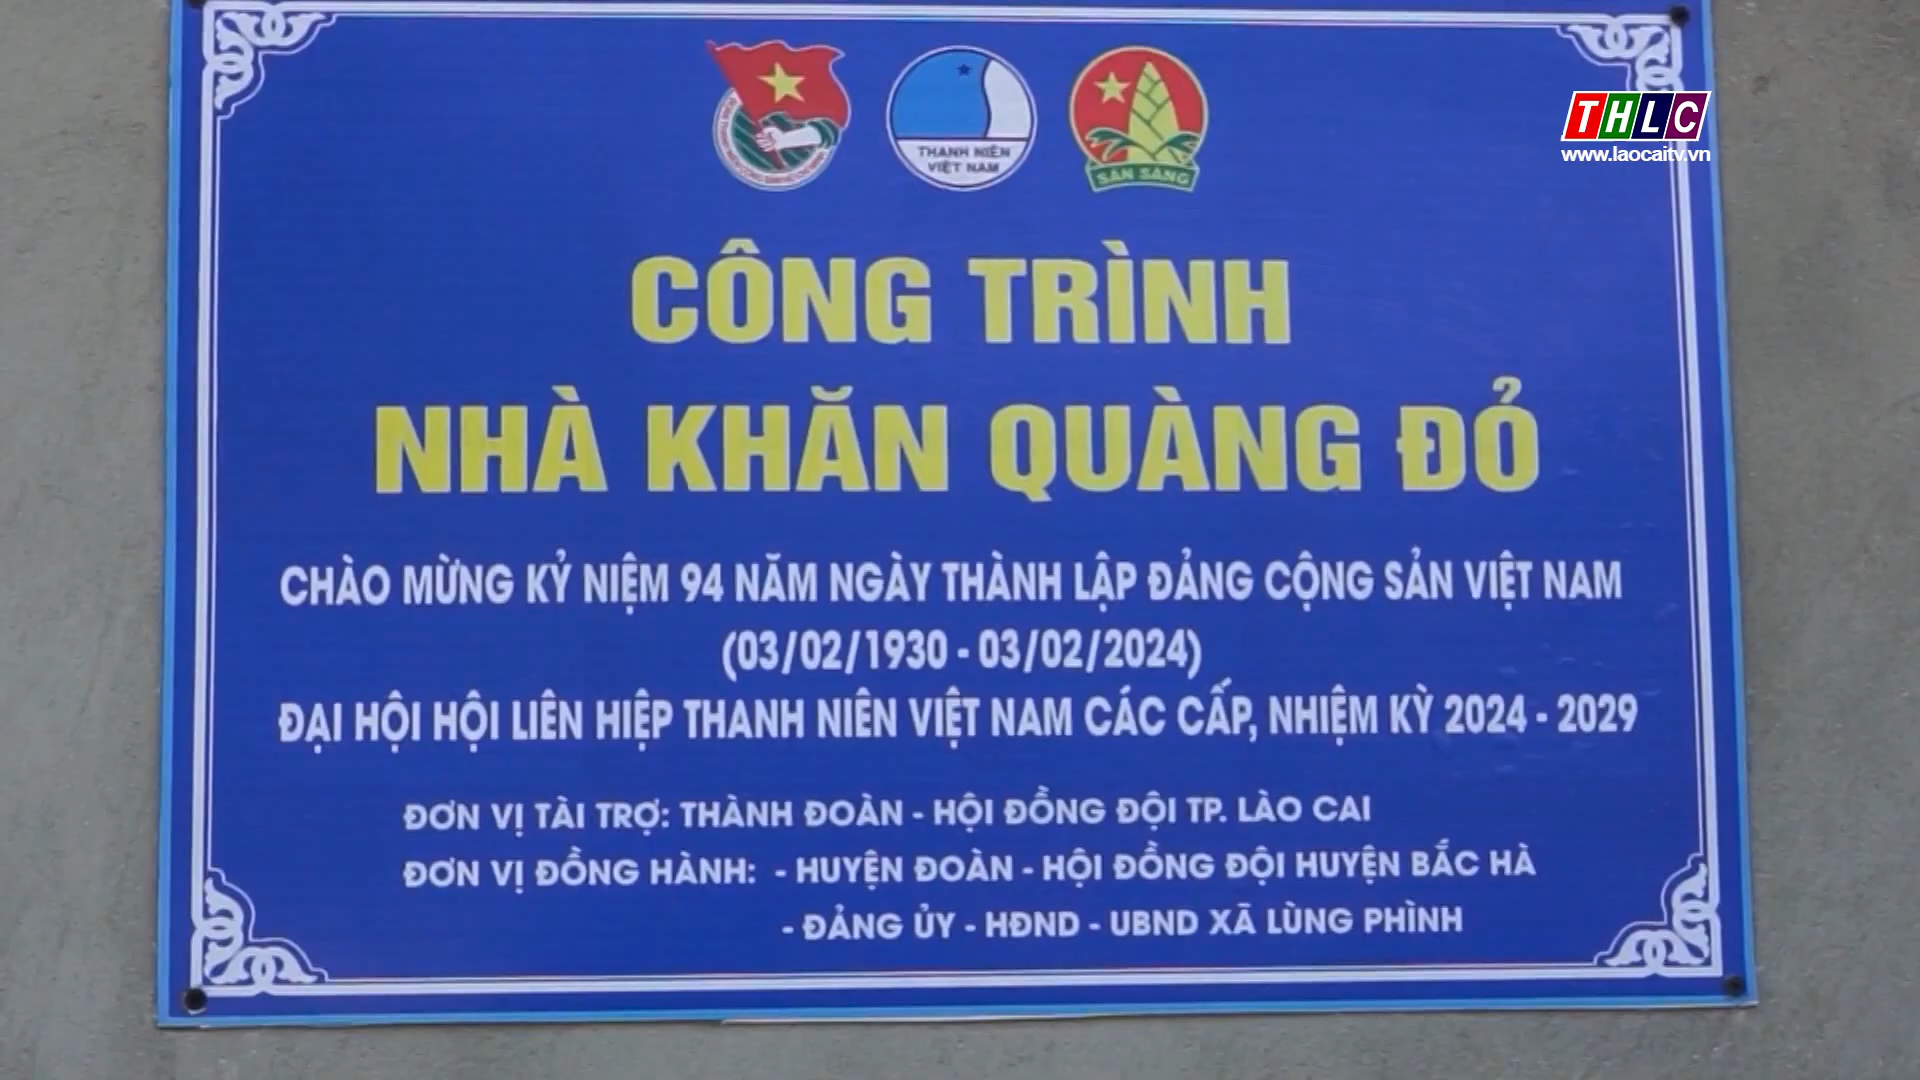 THLC
www.laocaitv.vn
THANH NIÊN
VIỆT NAM
SẴN SÀNG
CÔNG TRÌNH
NHÀ KHĂN QUÀNG ĐỎ
CHÀO MỪNG KỶ NIỆM 94 NĂM NGÀY THÀNH LẬP ĐẢNG CỘNG SẢN VIỆT NAM
(03/02/1930 - 03/02/2024)
ĐẠI HỘI HỘI LIÊN HIỆP THANH NIÊN VIỆT NAM CÁC CẤP, NHIỆM KỲ 2024 - 2029
ĐƠN VỊ TÀI TRỢ: THÀNH ĐOÀN - HỘI ĐỒNG ĐỘI TP. LÀO CAI
ĐƠN VỊ ĐỒNG HÀNH: - HUYỆN ĐOÀN - HỘI ĐỒNG ĐỘI HUYỆN BẮC HÀ
- ĐẢNG ỦY - HĐND - UBND XÃ LÙNG PHÌNH